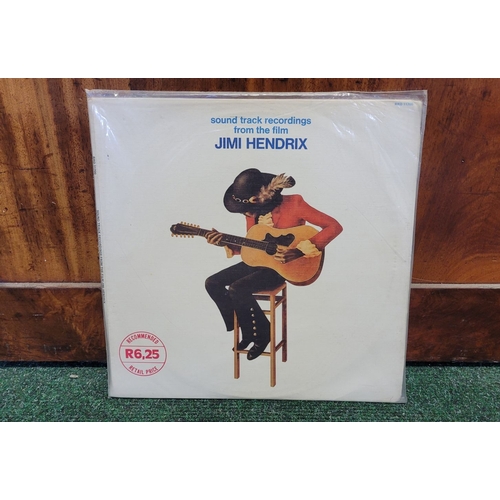 sound track recordings
from the film
JIMI HENDRIX
RECOMMENDED
R6,25
RETAIL PRICE